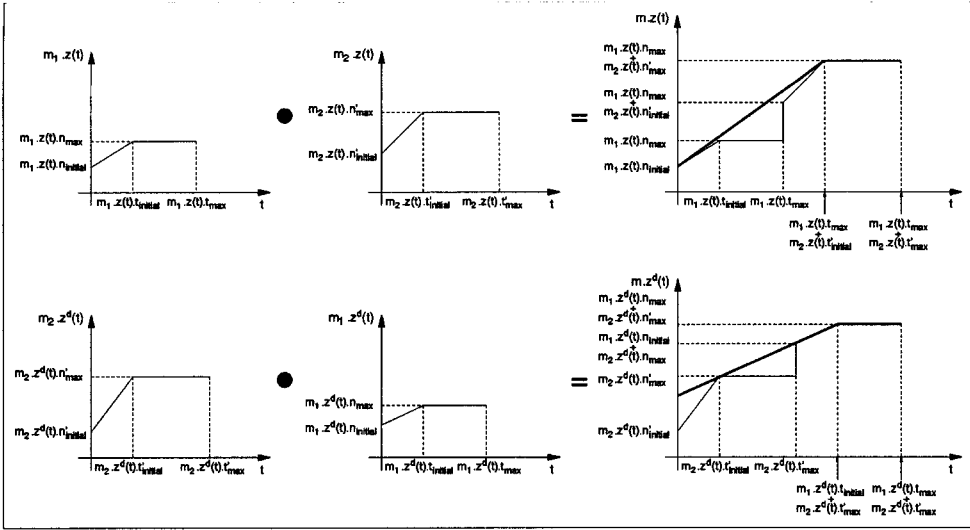 m₁.z(t)
m₁.z(t).nmax
m₁.z(t).ninitial
m₁.z(t).tinitial m₁.z(t).tmax t
●
m₂.z(t)
m₂.z(t).n'max
m₂.z(t).n'initial
m₂.z(t).t'initial m₂.z(t).t'max t
=
m.z(t)
m₁.z(t).nmax
+
m₂.z(t).n'max
m₁.z(t).nmax
+
m₂.z(t).n'initial
m₁.z(t).nmax
m₁.z(t).ninitial
m₁.z(t).tinitial m₁.z(t).tmax t
m₁.z(t).tmax
+
m₂.z(t).t'initial
m₁.z(t).tmax
+
m₂.z(t).t'max
m₂.zᵈ(t)
m₂.zᵈ(t).n'max
m₂.zᵈ(t).n'initial
m₂.zᵈ(t).t'initial m₂.zᵈ(t).t'max t
●
m₁.zᵈ(t)
m₁.zᵈ(t).nmax
m₁.zᵈ(t).ninitial
m₁.zᵈ(t).tinitial m₁.zᵈ(t).tmax t
=
m.zᵈ(t)
m₁.zᵈ(t).nmax
+
m₂.zᵈ(t).n'max
m₁.zᵈ(t).ninitial
+
m₂.zᵈ(t).n'max
m₂.zᵈ(t).n'max
m₂.zᵈ(t).n'initial
m₂.zᵈ(t).t'initial m₂.zᵈ(t).t'max t
m₁.zᵈ(t).tinitial
+
m₂.zᵈ(t).t'max
m₁.zᵈ(t).tmax
+
m₂.zᵈ(t).t'max